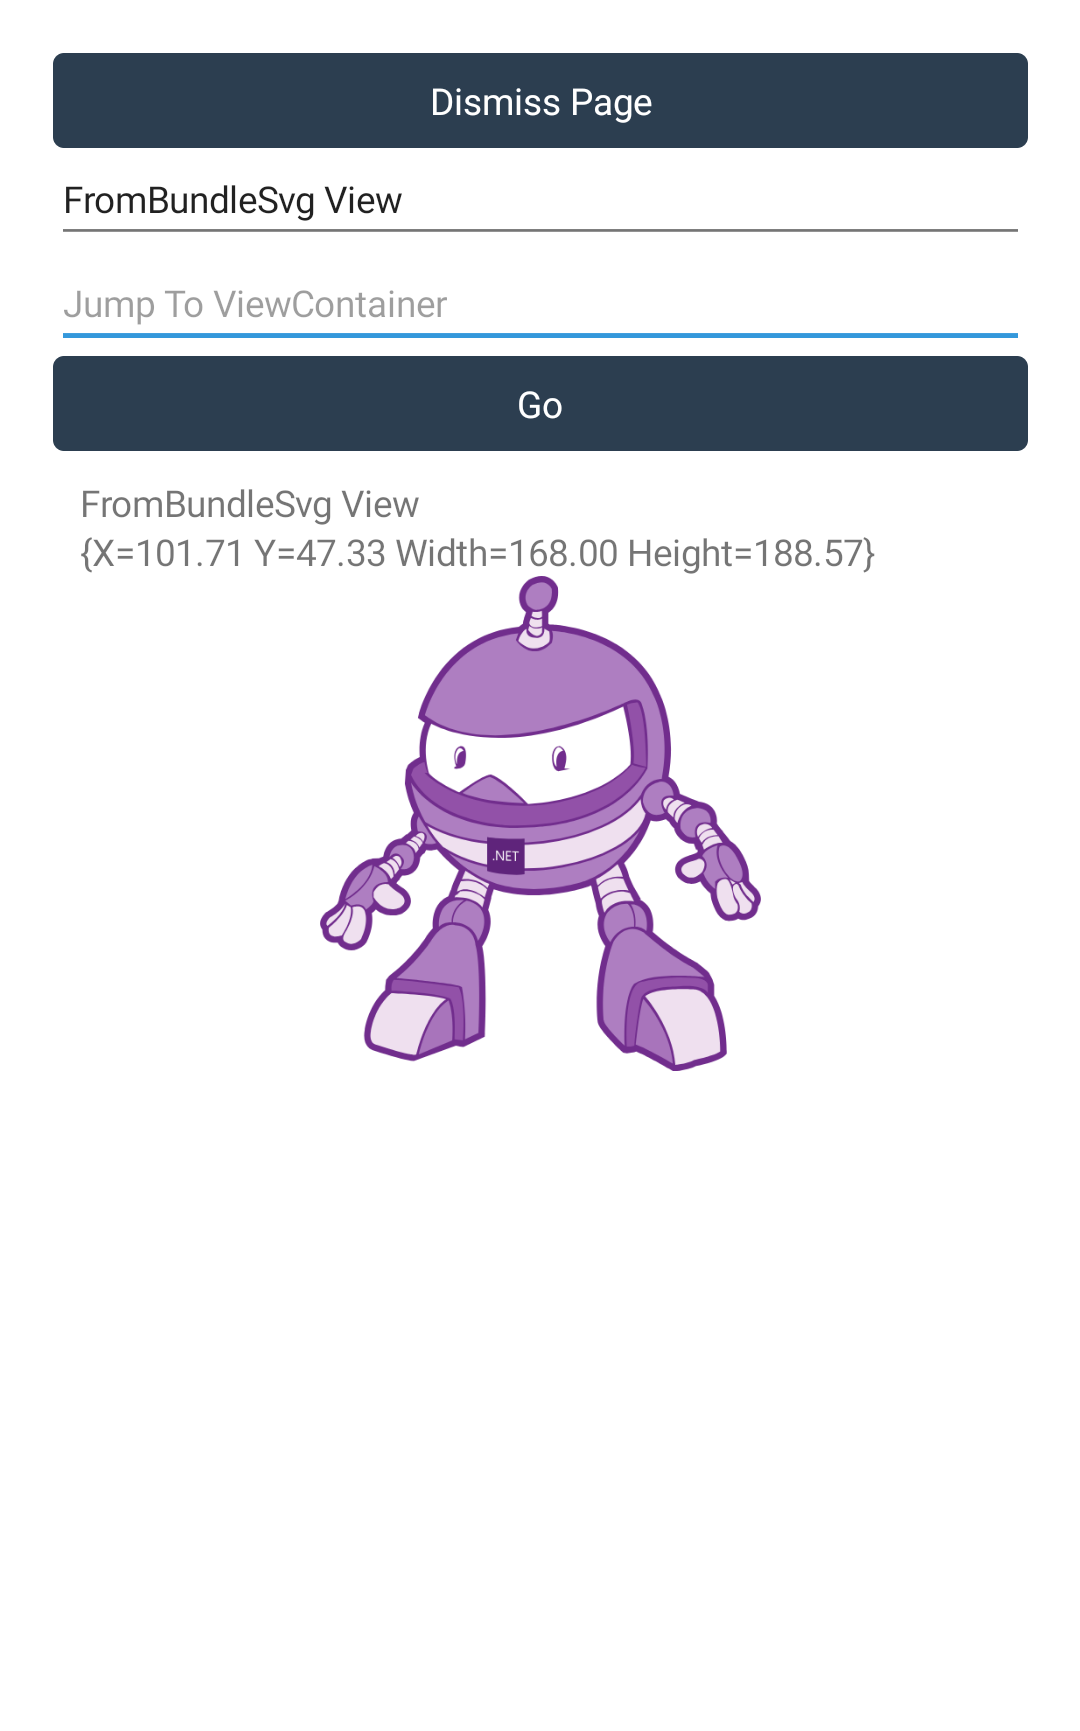 Dismiss Page
FromBundleSvg View
Jump To ViewContainer
Go
FromBundleSvg View
{X=101.71 Y=47.33 Width=168.00 Height=188.57}
.NET